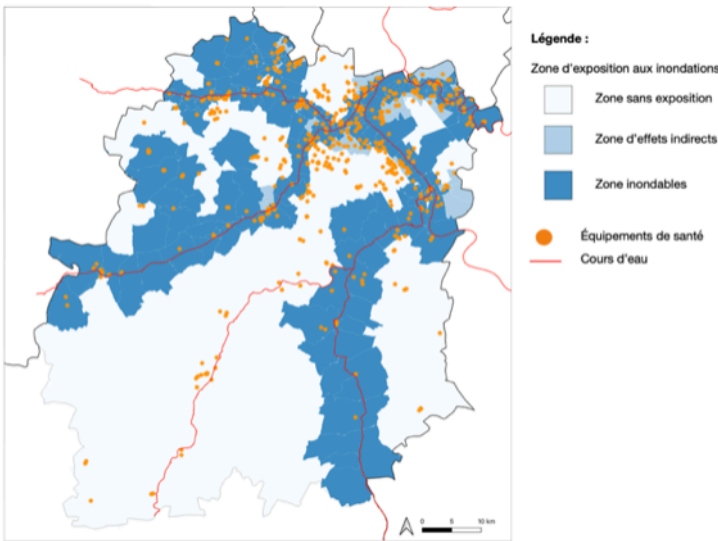 Légende :
Zone d'exposition aux inondations
Zone sans exposition
Zone d'effets indirects
Zone inondables
Équipements de santé
Cours d'eau
0 5 10 km